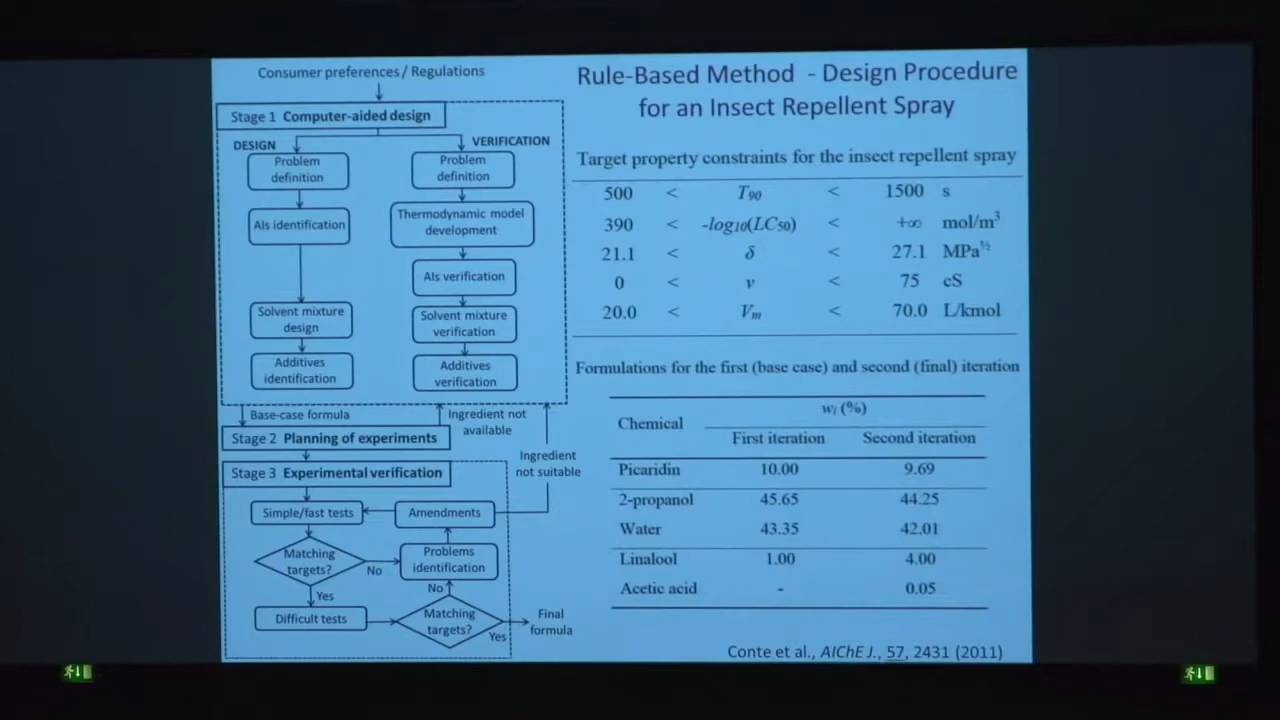 Consumer preferences / Regulations
Stage 1 Computer-aided design
DESIGN
VERIFICATION
Problem
definition
Problem
definition
AIs identification
Thermodynamic model
development
AIs verification
Solvent mixture
design
Solvent mixture
verification
Additives
identification
Additives
verification
Base-case formula
Ingredient not
available
Stage 2 Planning of experiments
Ingredient
not suitable
Stage 3 Experimental verification
Simple/fast tests
Amendments
Matching
targets?
No
Problems
identification
Yes
No
Difficult tests
Matching
targets?
Yes
Final
formula
Rule-Based Method - Design Procedure
for an Insect Repellent Spray
Target property constraints for the insect repellent spray
500 < T90 < 1500 s
390 < -log10(LC50) < +∞ mol/m³
21.1 < δ < 27.1 MPa^½
0 < ν < 75 cS
20.0 < Vm < 70.0 L/kmol
Formulations for the first (base case) and second (final) iteration
Chemical wi (%)
First iteration Second iteration
Picaridin 10.00 9.69
2-propanol 45.65 44.25
Water 43.35 42.01
Linalool 1.00 4.00
Acetic acid - 0.05
Conte et al., AIChE J., 57, 2431 (2011)